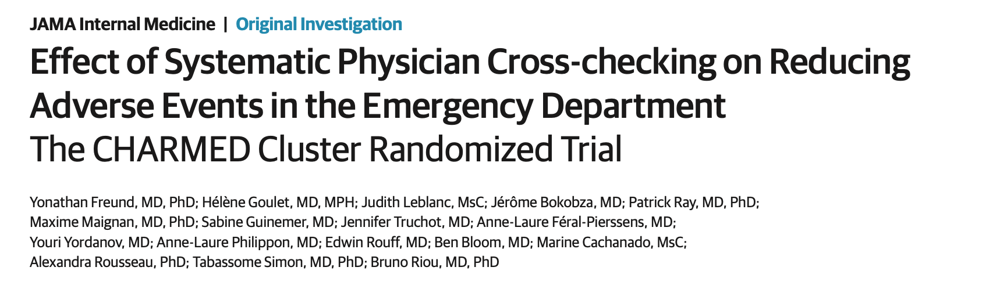 JAMA Internal Medicine | Original Investigation
Effect of Systematic Physician Cross-checking on Reducing
Adverse Events in the Emergency Department
The CHARMED Cluster Randomized Trial
Yonathan Freund, MD, PhD; Hélène Goulet, MD, MPH; Judith Leblanc, MsC; Jérôme Bokobza, MD; Patrick Ray, MD, PhD;
Maxime Maignan, MD, PhD; Sabine Guinemer, MD; Jennifer Truchot, MD; Anne-Laure Féral-Pierssens, MD;
Youri Yordanov, MD; Anne-Laure Philippon, MD; Edwin Rouff, MD; Ben Bloom, MD; Marine Cachanado, MsC;
Alexandra Rousseau, PhD; Tabassome Simon, MD, PhD; Bruno Riou, MD, PhD